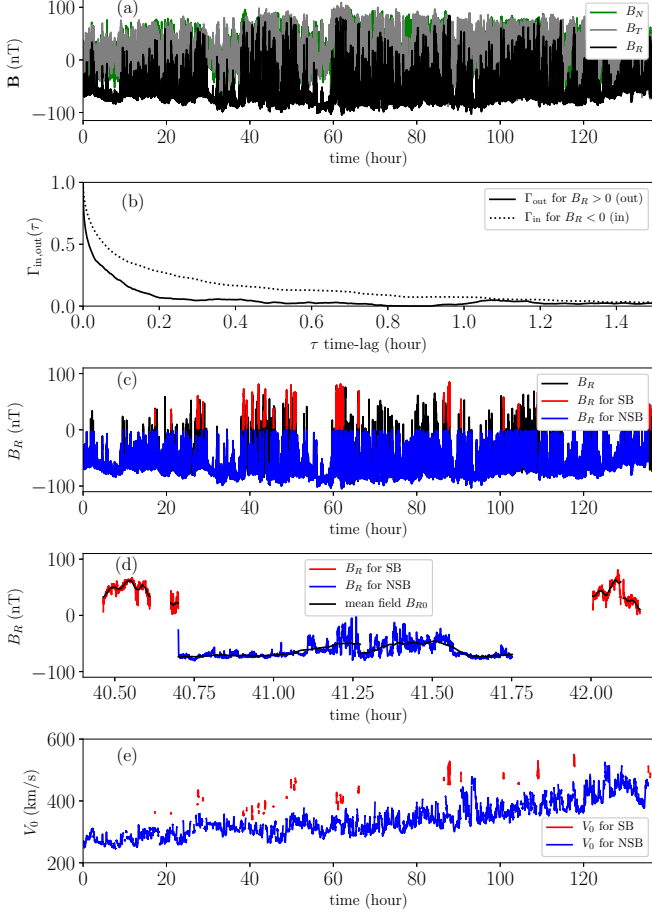 (a)
B_N
B_T
B_R
B (nT)
100
0
−100
0 20 40 60 80 100 120
time (hour)
(b)
Γ_out for B_R > 0 (out)
Γ_in for B_R < 0 (in)
Γ_in,out(τ)
1.0
0.5
0.0
0.0 0.2 0.4 0.6 0.8 1.0 1.2 1.4
τ time-lag (hour)
(c)
B_R
B_R for SB
B_R for NSB
B_R (nT)
100
0
−100
0 20 40 60 80 100 120
time (hour)
(d)
B_R for SB
B_R for NSB
mean field B_R0
B_R (nT)
100
0
−100
40.50 40.75 41.00 41.25 41.50 41.75 42.00
time (hour)
(e)
V_0 (km/s)
600
400
200
V_0 for SB
V_0 for NSB
0 20 40 60 80 100 120
time (hour)